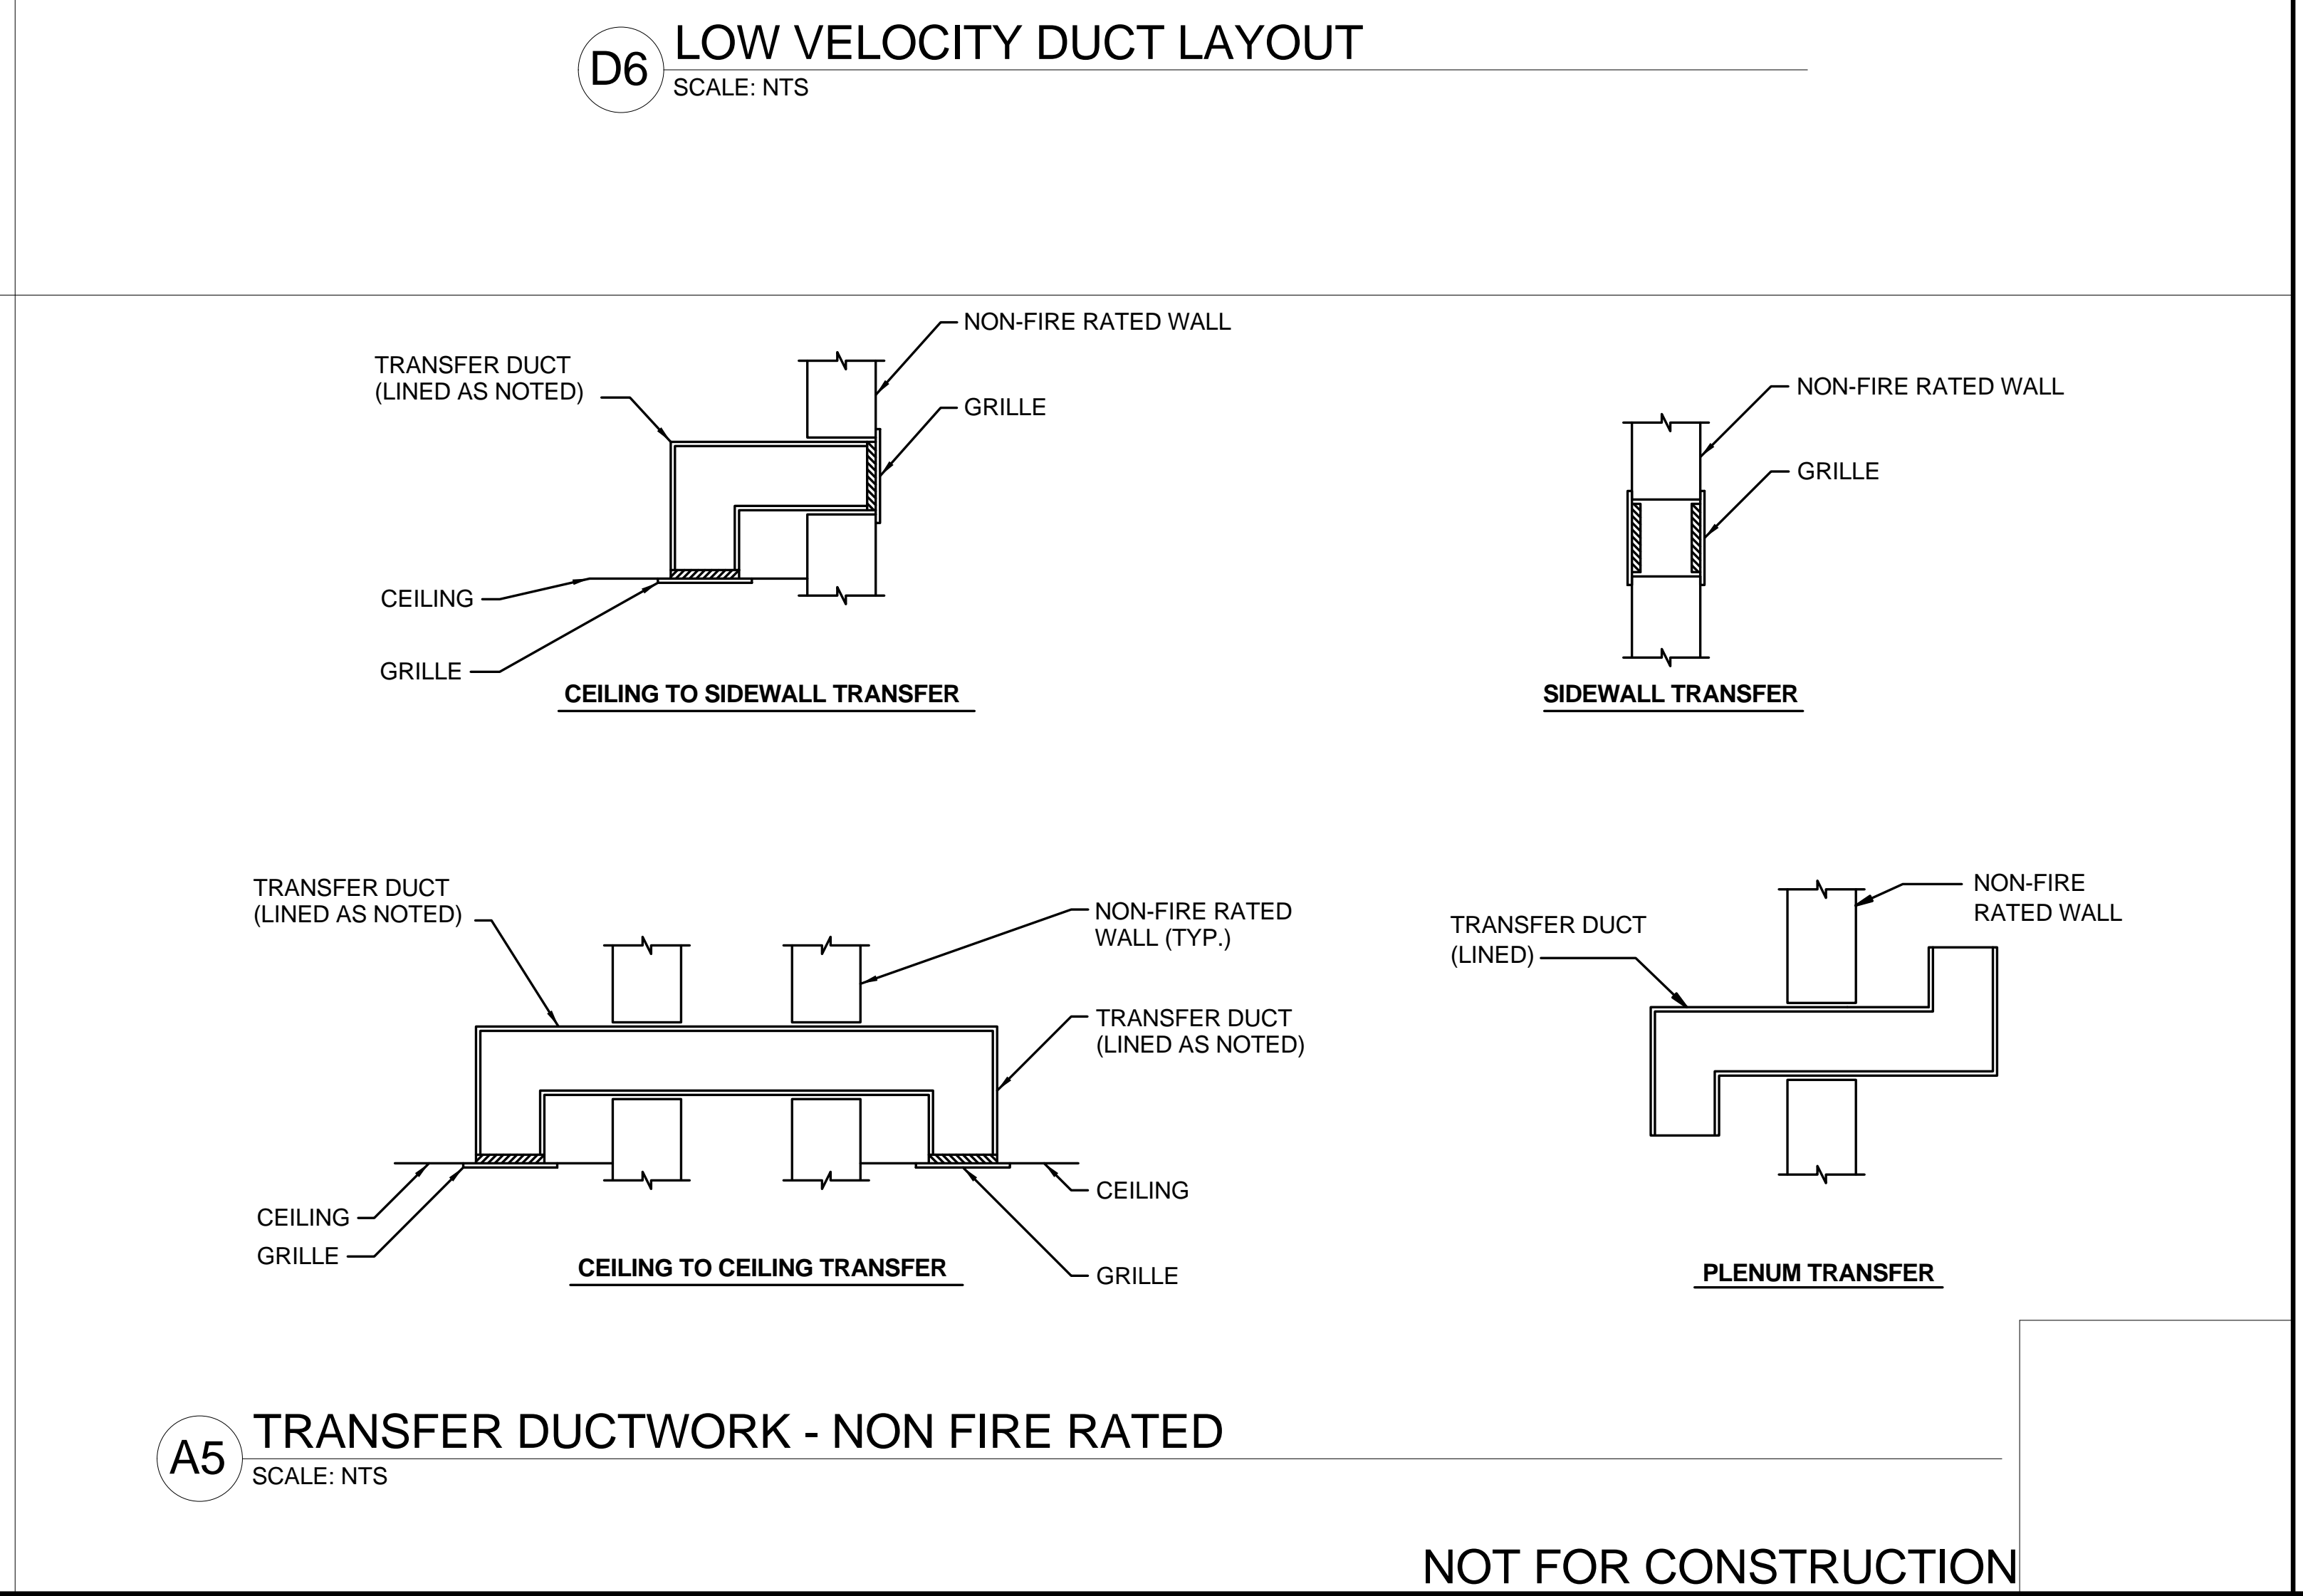 D6
LOW VELOCITY DUCT LAYOUT
SCALE: NTS
NON-FIRE RATED WALL
TRANSFER DUCT
(LINED AS NOTED)
GRILLE
CEILING
GRILLE
CEILING TO SIDEWALL TRANSFER
NON-FIRE RATED WALL
GRILLE
SIDEWALL TRANSFER
TRANSFER DUCT
(LINED AS NOTED)
NON-FIRE RATED
WALL (TYP.)
TRANSFER DUCT
(LINED AS NOTED)
CEILING
GRILLE
CEILING
GRILLE
CEILING TO CEILING TRANSFER
NON-FIRE
RATED WALL
TRANSFER DUCT
(LINED)
PLENUM TRANSFER
A5
TRANSFER DUCTWORK - NON FIRE RATED
SCALE: NTS
NOT FOR CONSTRUCTION